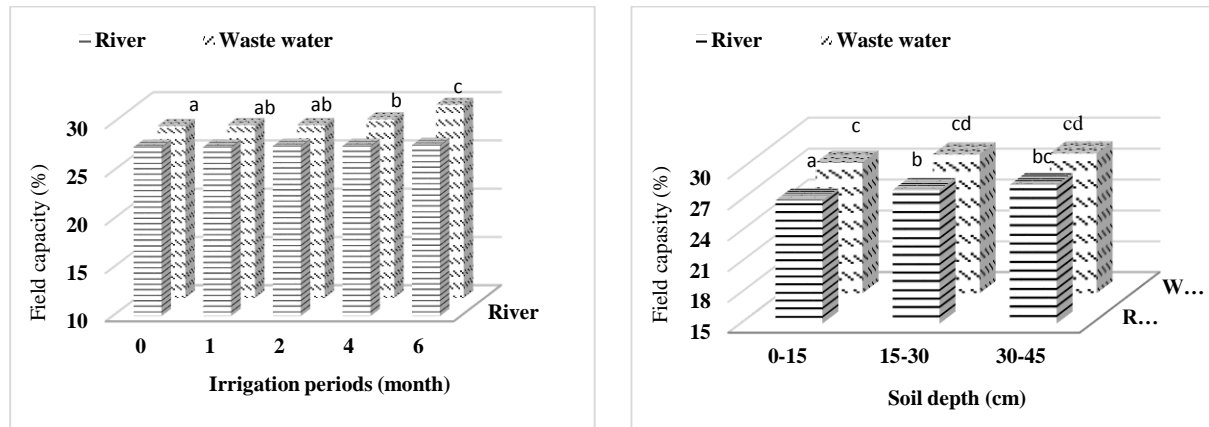 River Waste water
a ab ab b c
30
25
20
15
10
Field capacity (%)
River
0 1 2 4 6
Irrigation periods (month)
River Waste water
c cd cd
a b bc
30
27
24
21
18
15
Field capasity (%)
W...
R...
0-15 15-30 30-45
Soil depth (cm)